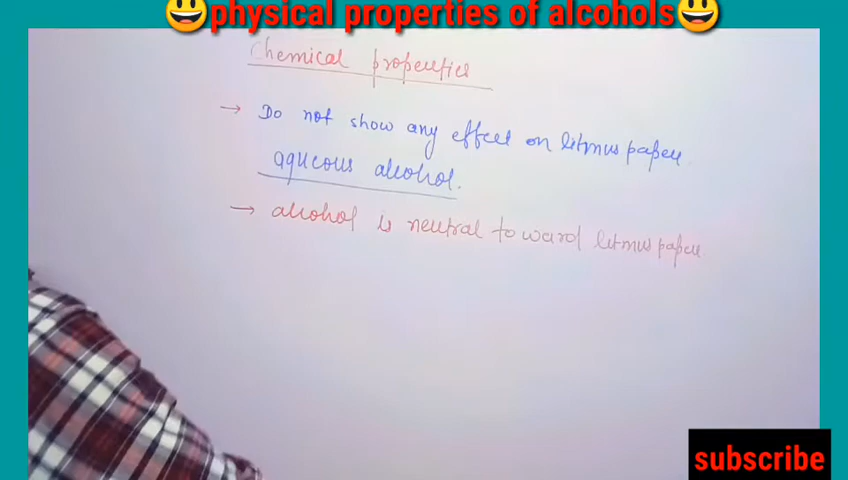 😃physical properties of alcohols😃
Chemical properties
→ Do not show any effect on litmus paper
aqueous alcohol.
→ alcohol is neutral toward litmus paper.
subscribe